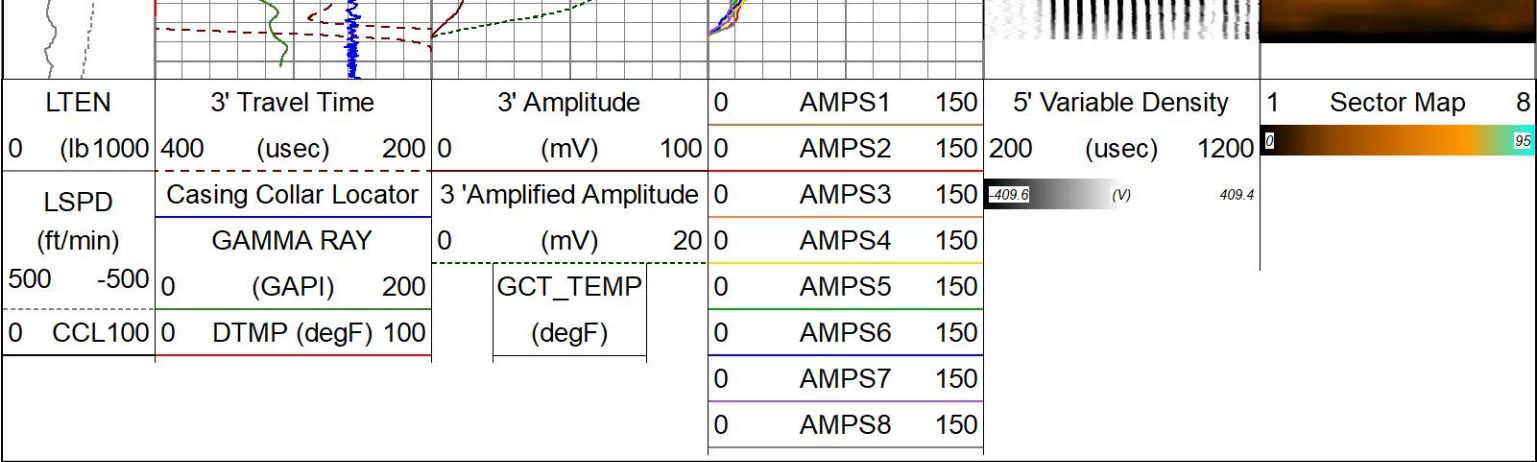 LTEN
0 (lb1000
LSPD
(ft/min)
500 -500
0 CCL100
3' Travel Time
400 (usec) 200
Casing Collar Locator
GAMMA RAY
0 (GAPI) 200
0 DTMP (degF) 100
3' Amplitude
0 (mV) 100
3 'Amplified Amplitude
0 (mV) 20
GCT_TEMP
(degF)
0 AMPS1 150
0 AMPS2 150
0 AMPS3 150
0 AMPS4 150
0 AMPS5 150
0 AMPS6 150
0 AMPS7 150
0 AMPS8 150
5' Variable Density
200 (usec) 1200
-409.6 (V) 409.4
1 Sector Map 8
0 95